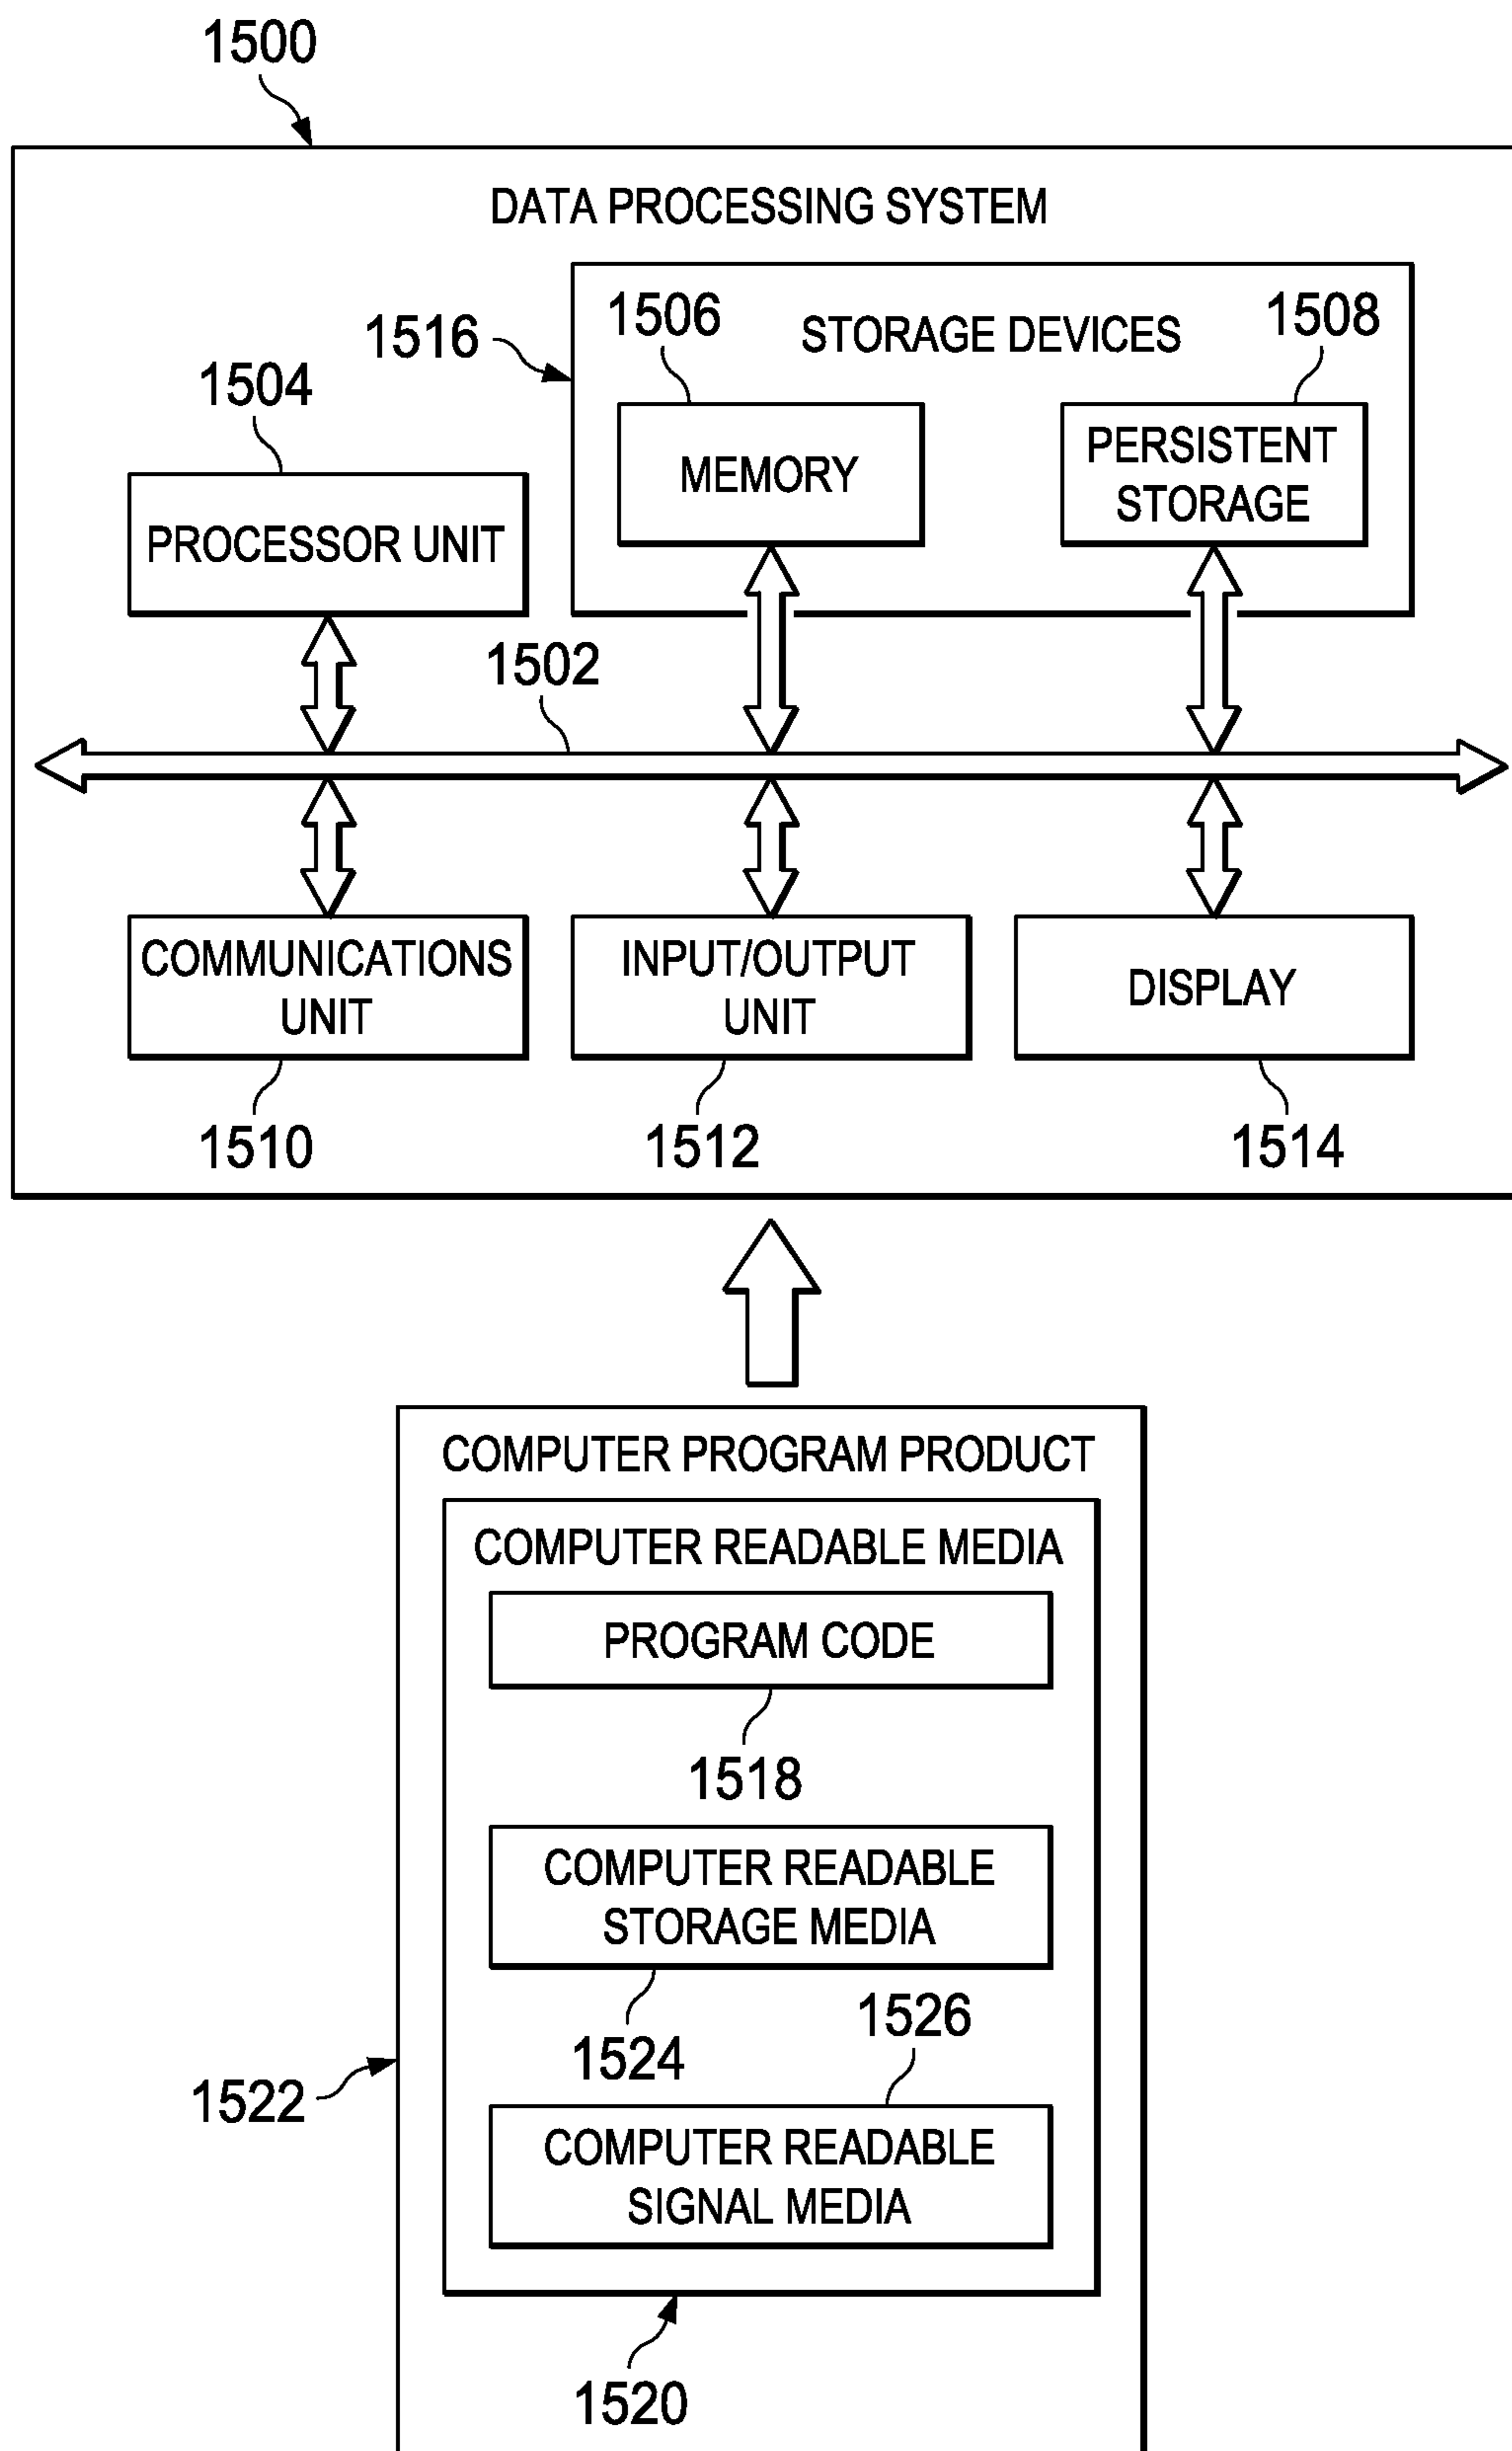 1500
DATA PROCESSING SYSTEM
1516
1506
STORAGE DEVICES
1508
1504
MEMORY
PERSISTENT
STORAGE
PROCESSOR UNIT
1502
COMMUNICATIONS
UNIT
INPUT/OUTPUT
UNIT
DISPLAY
1510
1512
1514
COMPUTER PROGRAM PRODUCT
COMPUTER READABLE MEDIA
PROGRAM CODE
1518
COMPUTER READABLE
STORAGE MEDIA
1524
1526
1522
COMPUTER READABLE
SIGNAL MEDIA
1520